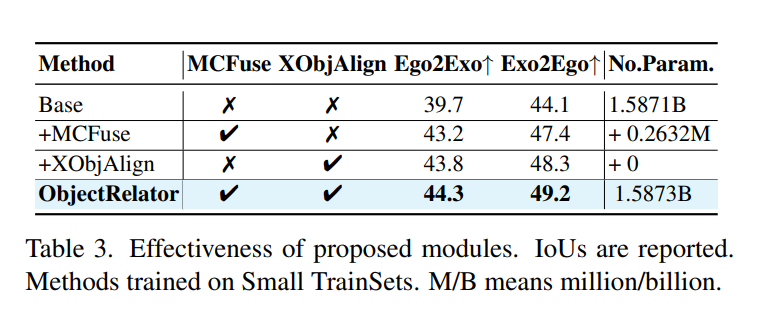 Method MCFuse XObjAlign Ego2Exo↑ Exo2Ego↑ No.Param.
Base ✗ ✗ 39.7 44.1 1.5871B
+MCFuse ✔ ✗ 43.2 47.4 + 0.2632M
+XObjAlign ✗ ✔ 43.8 48.3 + 0
ObjectRelator ✔ ✔ 44.3 49.2 1.5873B
Table 3. Effectiveness of proposed modules. IoUs are reported.
Methods trained on Small TrainSets. M/B means million/billion.